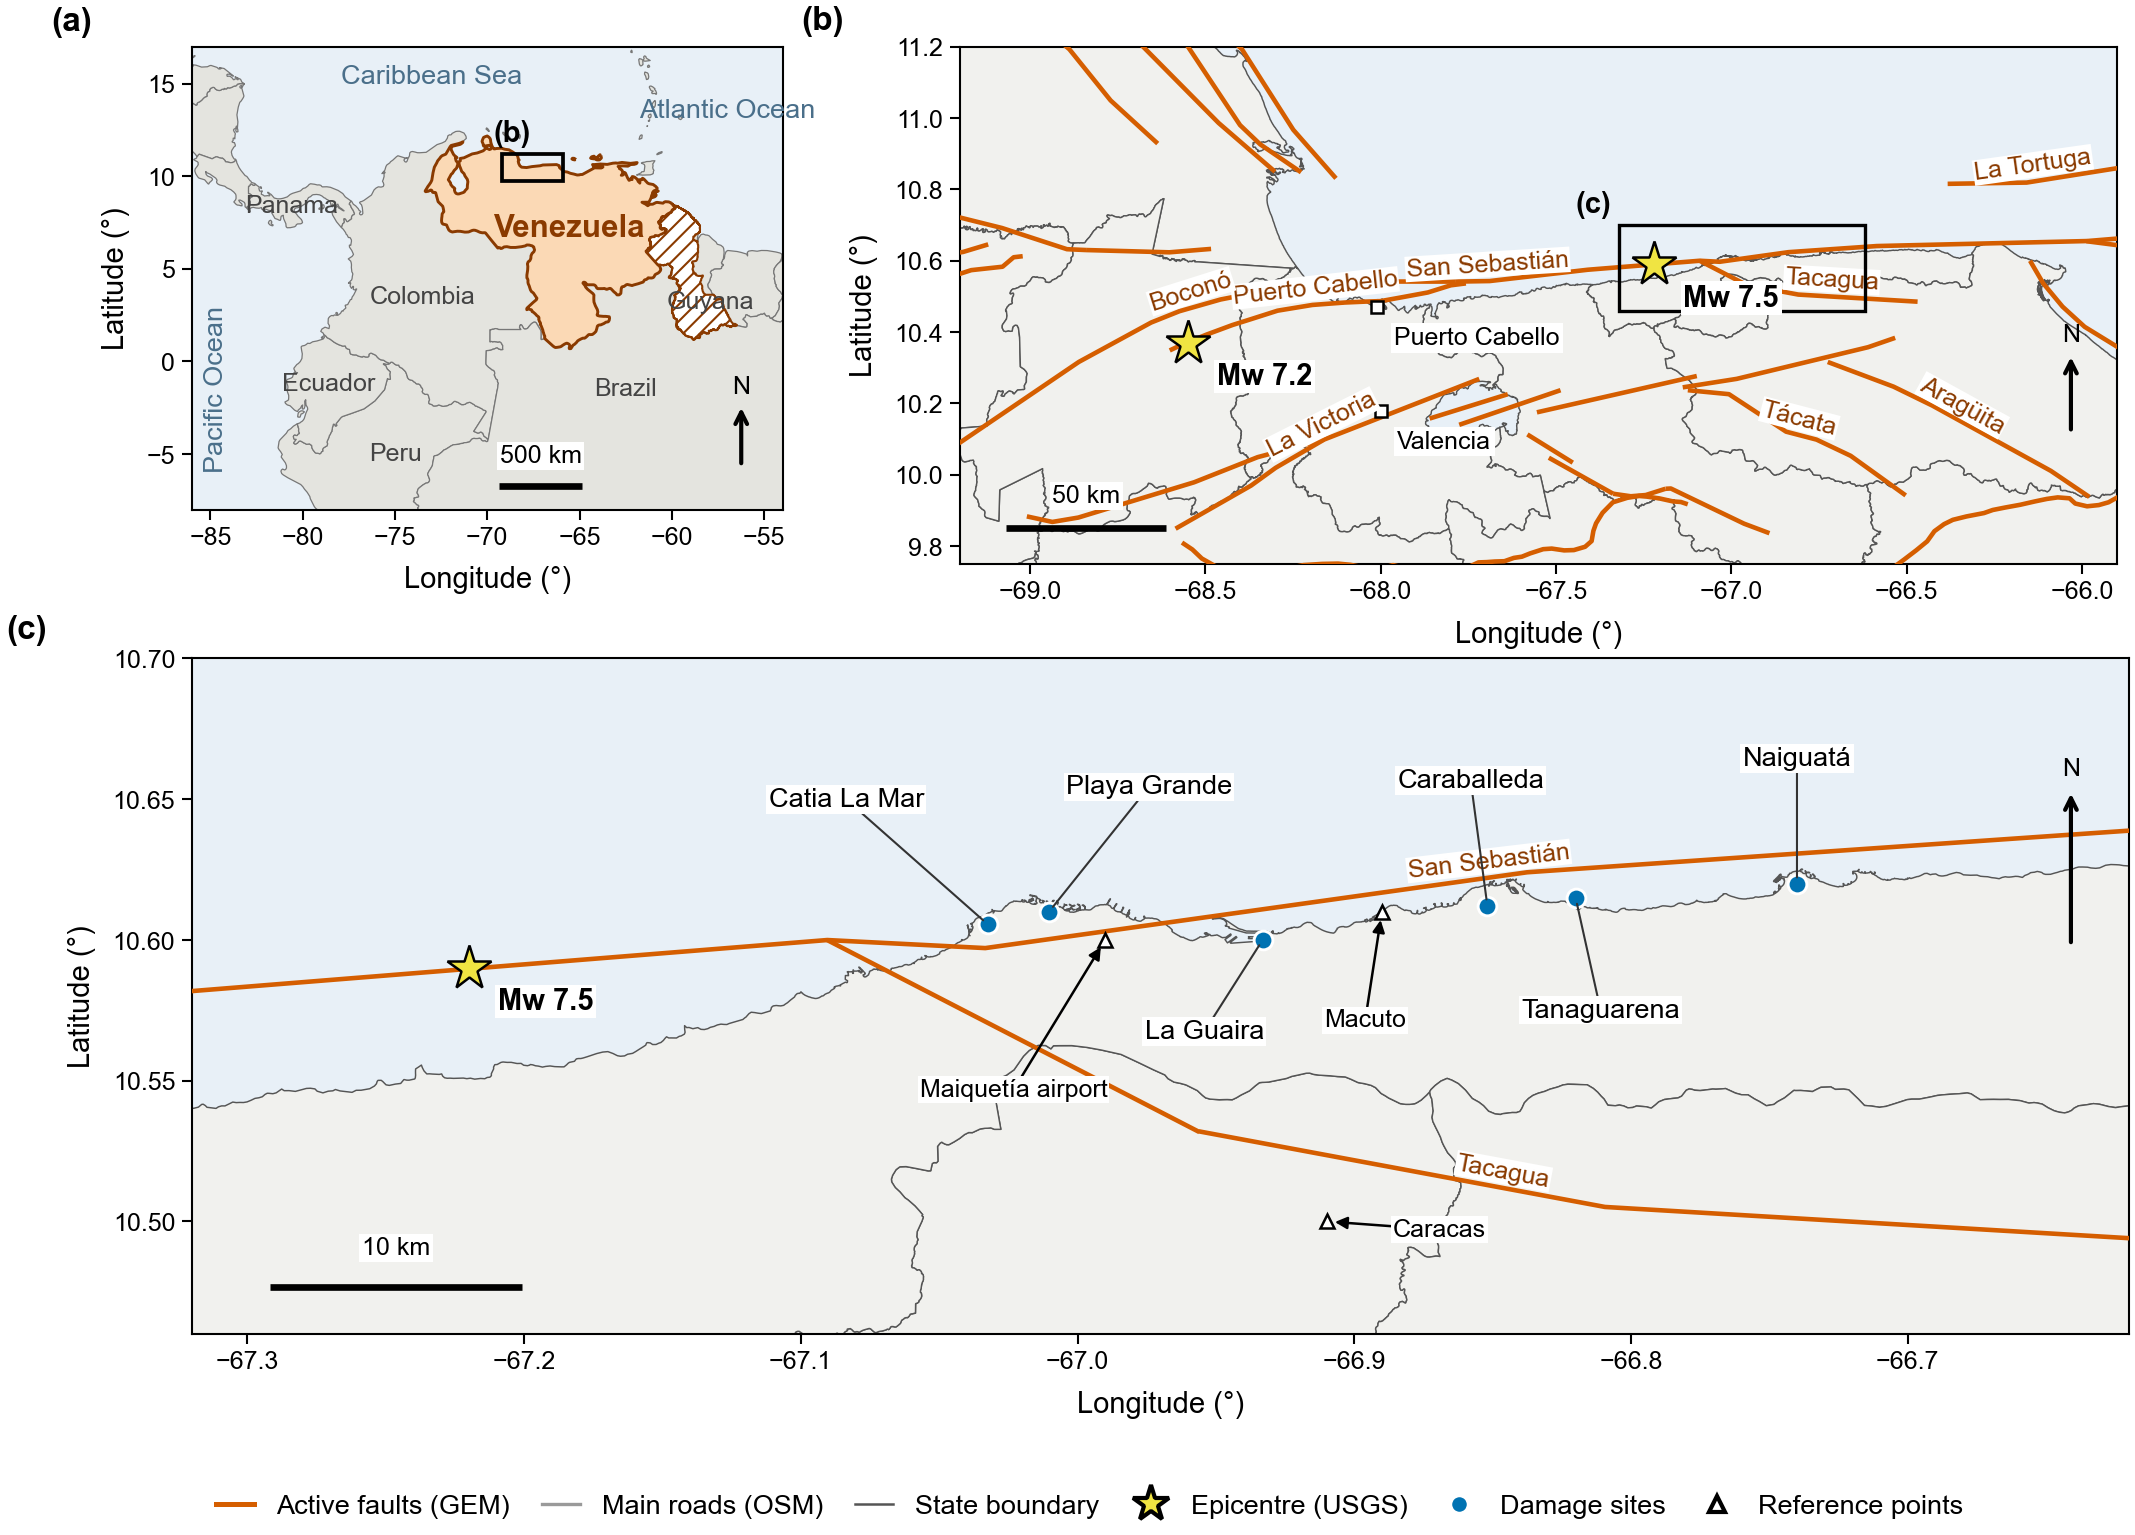 (a)
Caribbean Sea
Atlantic Ocean
(b)
Panama
Venezuela
Colombia
Guyana
Pacific Ocean
Ecuador
Brazil
N
Peru
500 km
15
10
5
0
−5
Latitude (°)
−85
−80
−75
−70
−65
−60
−55
Longitude (°)
(b)
La Tortuga
(c)
San Sebastián
Boconó
Puerto Cabello
Tacagua
Mw 7.5
Puerto Cabello
N
Mw 7.2
La Victoria
Valencia
Tácata
Aragüita
50 km
11.2
11.0
10.8
10.6
10.4
10.2
10.0
9.8
Latitude (°)
−69.0
−68.5
−68.0
−67.5
−67.0
−66.5
−66.0
Longitude (°)
(c)
Naiguatá
N
Caraballeda
Playa Grande
Catia La Mar
San Sebastián
Mw 7.5
Tanaguarena
Macuto
La Guaira
Maiquetía airport
Tacagua
Caracas
10 km
10.70
10.65
10.60
10.55
10.50
Latitude (°)
−67.3
−67.2
−67.1
−67.0
−66.9
−66.8
−66.7
Longitude (°)
Active faults (GEM)
Main roads (OSM)
State boundary
Epicentre (USGS)
Damage sites
Reference points